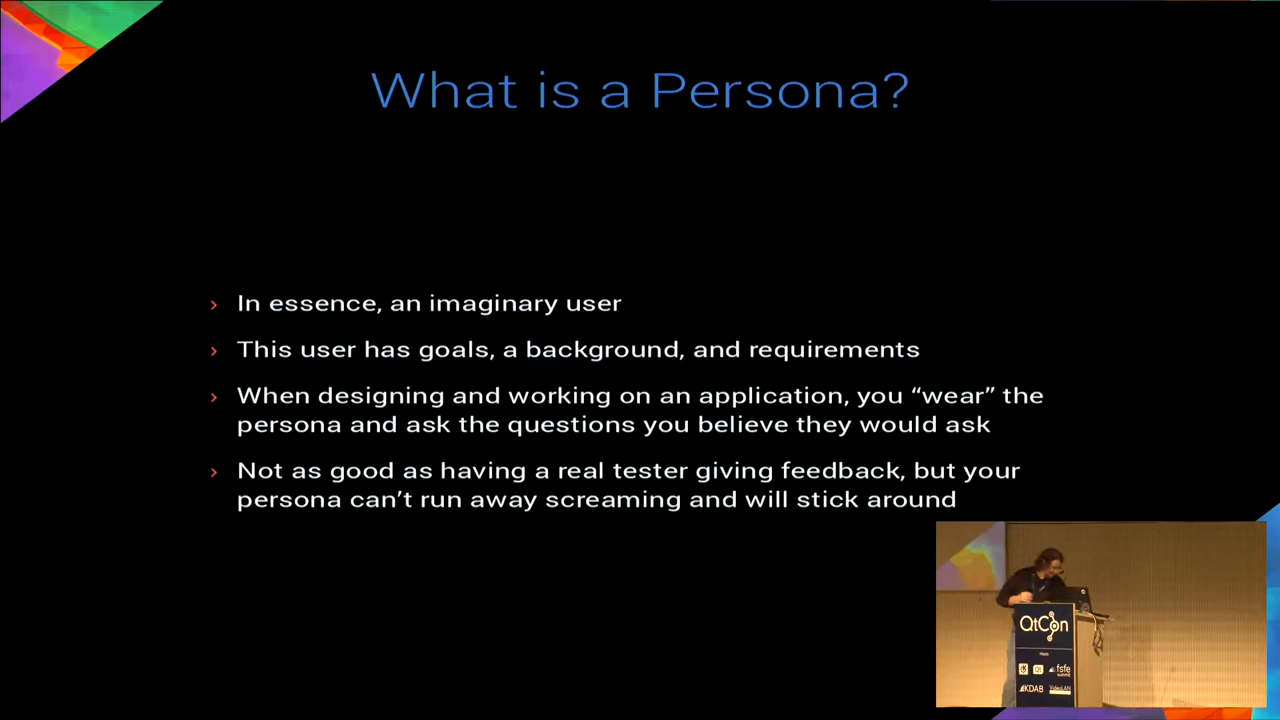 What is a Persona?
› In essence, an imaginary user
› This user has goals, a background, and requirements
› When designing and working on an application, you “wear” the
persona and ask the questions you believe they would ask
› Not as good as having a real tester giving feedback, but your
persona can’t run away screaming and will stick around
QtCon
Hosts
fsfe
summit
KDAB
VideoLAN